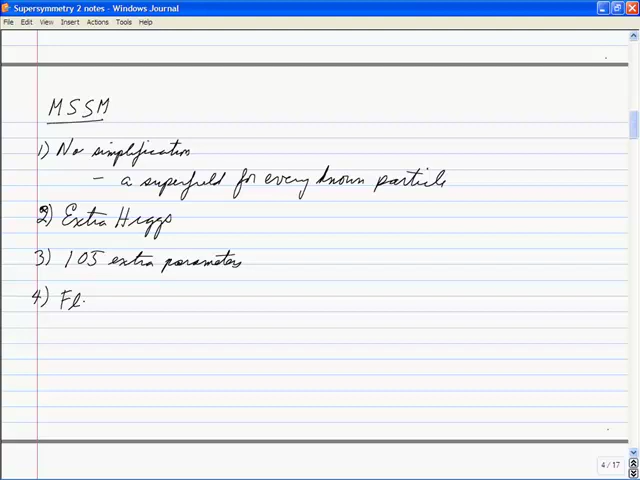 Supersymmetry 2 notes - Windows Journal
File Edit View Insert Actions Tools Help
MSSM
1) No simplification
- a superfield for every known particle
2) Extra Higgs
3) 105 extra parameters
4) Fl
4 / 17